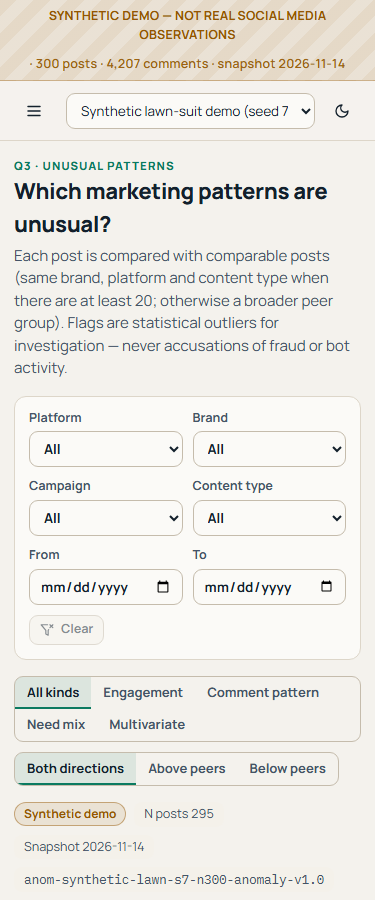 SYNTHETIC DEMO — NOT REAL SOCIAL MEDIA
OBSERVATIONS
· 300 posts · 4,207 comments · snapshot 2026-11-14
Synthetic lawn-suit demo (seed 7
Q3 · UNUSUAL PATTERNS
Which marketing patterns are
unusual?
Each post is compared with comparable posts
(same brand, platform and content type when
there are at least 20; otherwise a broader peer
group). Flags are statistical outliers for
investigation — never accusations of fraud or bot
activity.
Platform Brand
All All
Campaign Content type
All All
From To
mm/dd/yyyy mm/dd/yyyy
Clear
All kinds Engagement Comment pattern
Need mix Multivariate
Both directions Above peers Below peers
Synthetic demo N posts 295
Snapshot 2026-11-14
anom-synthetic-lawn-s7-n300-anomaly-v1.0